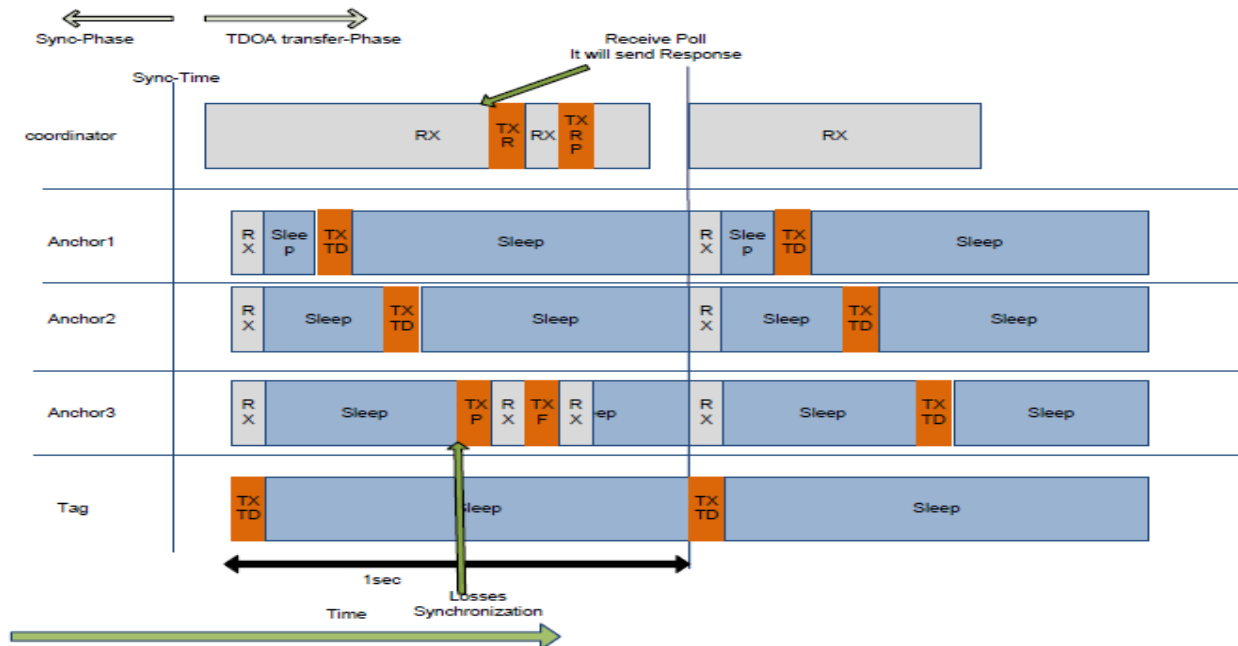 Sync-Phase
TDOA transfer-Phase
Receive Poll
It will send Response
Sync-Time
coordinator
RX
TX
R
RX
TX
R
P
RX
Anchor1
R
X
Slee
p
TX
TD
Sleep
R
X
Slee
p
TX
TD
Sleep
Anchor2
R
X
Sleep
TX
TD
Sleep
R
X
Sleep
TX
TD
Sleep
Anchor3
R
X
Sleep
TX
P
R
X
TX
F
R
X
eep
R
X
Sleep
TX
TD
Sleep
Tag
TX
TD
Sleep
TX
TD
Sleep
1sec
Losses
Synchronization
Time